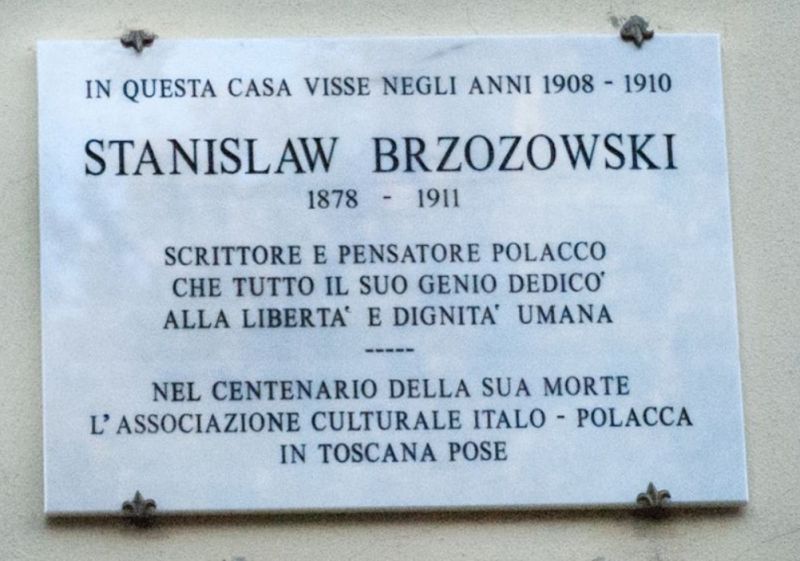 IN QUESTA CASA VISSE NEGLI ANNI 1908 - 1910
STANISLAW BRZOZOWSKI
1878 - 1911
SCRITTORE E PENSATORE POLACCO
CHE TUTTO IL SUO GENIO DEDICO'
ALLA LIBERTA' E DIGNITA' UMANA
-----
NEL CENTENARIO DELLA SUA MORTE
L'ASSOCIAZIONE CULTURALE ITALO - POLACCA
IN TOSCANA POSE